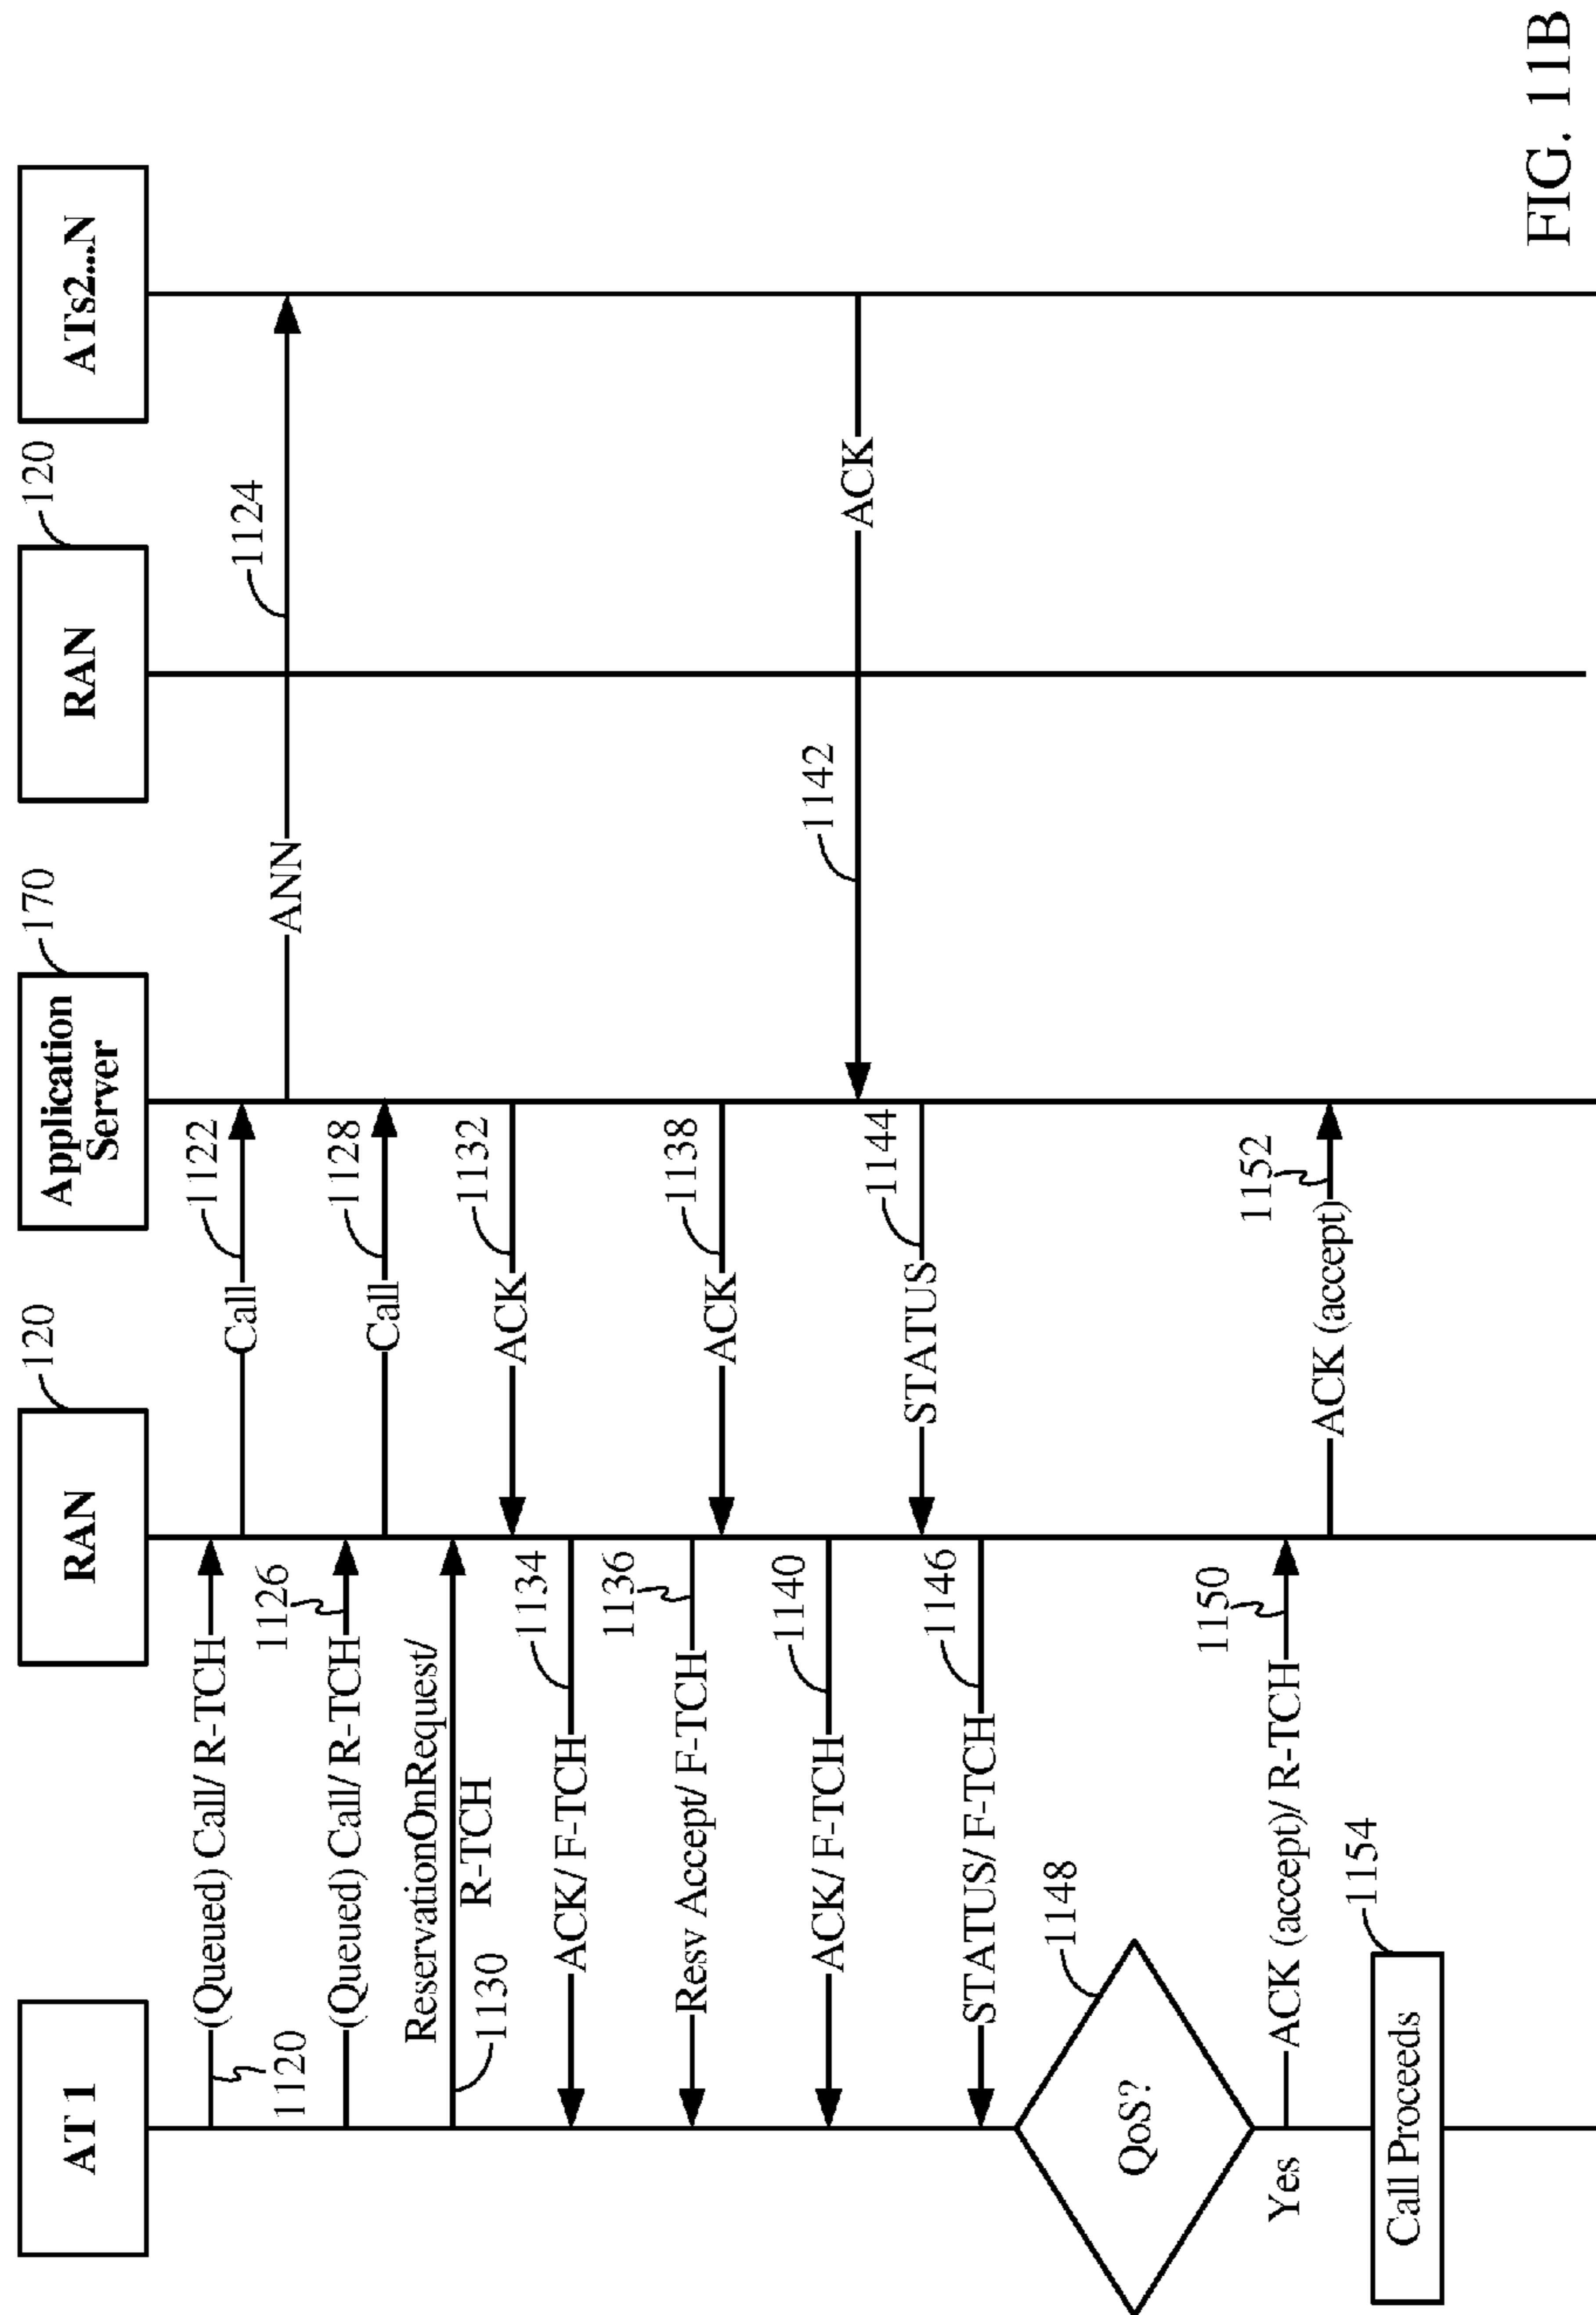 AT 1
RAN
120
Application
Server
170
RAN
120
ATs2...N
(Queued) Call/ R-TCH
1120
Call
1122
ANN
1124
(Queued) Call/ R-TCH
1126
Call
1128
ReservationOnRequest/
R-TCH
1130
ACK
1132
ACK/ F-TCH
1134
Resv Accept/ F-TCH
1136
ACK
1138
ACK/ F-TCH
1140
ACK
1142
STATUS
1144
STATUS/ F-TCH
1146
QoS?
1148
Yes
ACK (accept)/ R-TCH
1150
ACK (accept)
1152
Call Proceeds
1154
FIG. 11B